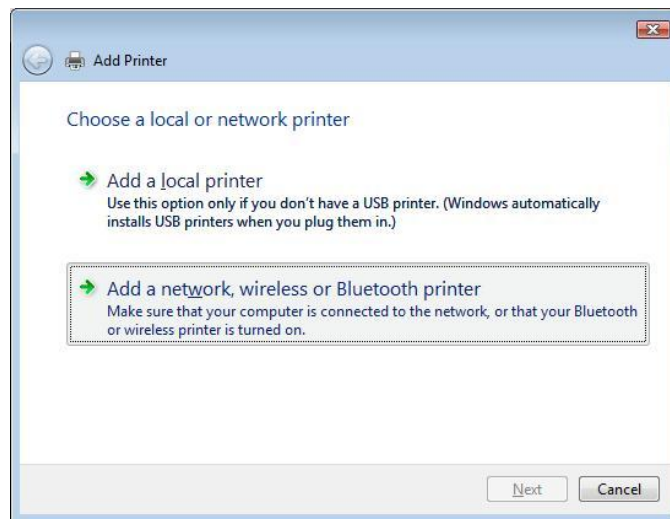 Add Printer
Choose a local or network printer
Add a local printer
Use this option only if you don't have a USB printer. (Windows automatically
installs USB printers when you plug them in.)
Add a network, wireless or Bluetooth printer
Make sure that your computer is connected to the network, or that your Bluetooth
or wireless printer is turned on.
Next Cancel